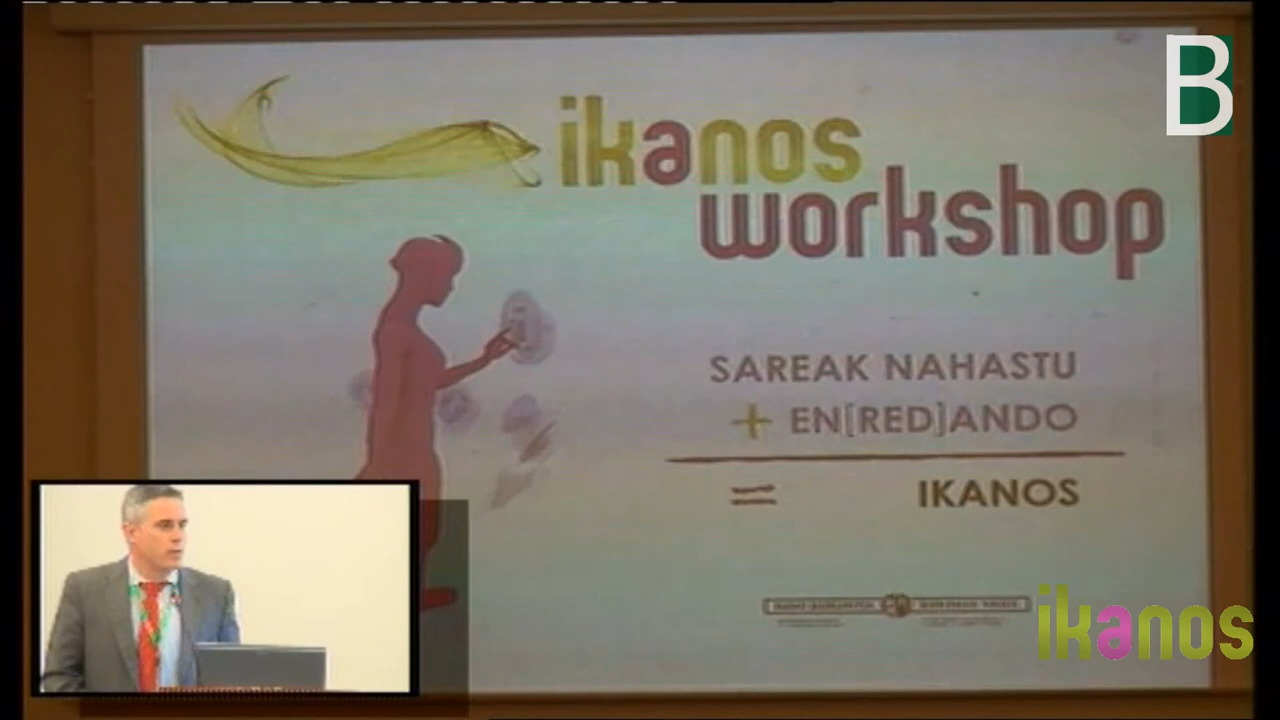 B
ikanos
workshop
SAREAK NAHASTU
+ EN[RED]ANDO
= IKANOS
ikanos